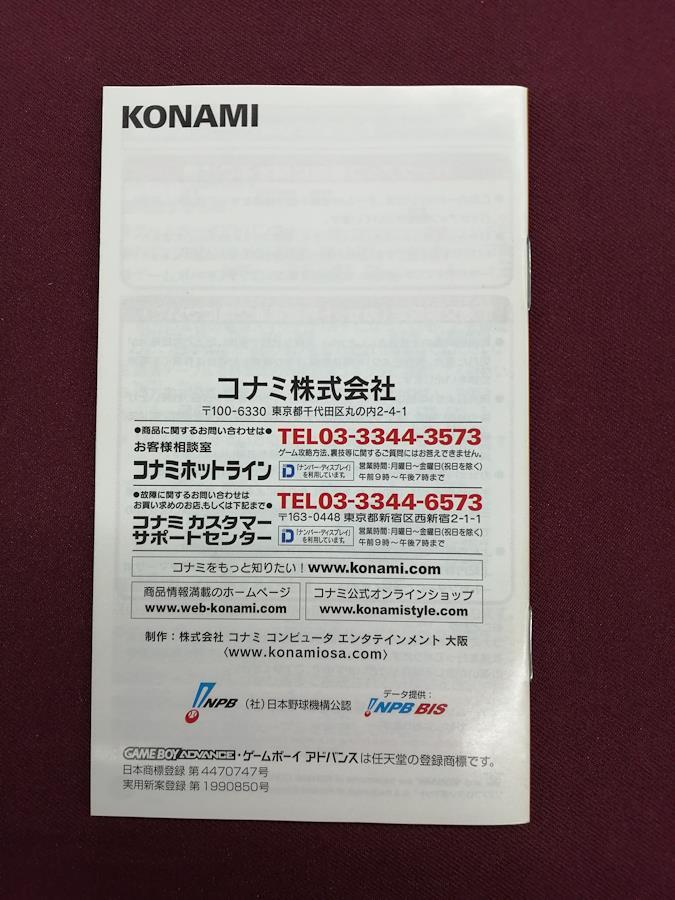 KONAMI
コナミ株式会社
〒100-6330 東京都千代田区丸の内2-4-1
●商品に関するお問い合わせは●
お客様相談室
コナミホットライン
TEL03-3344-3573
ゲーム攻略方法、裏技等に関するご質問にはお答えできません。
D 「ナンバー・ディスプレイ」を利用しています。
営業時間:月曜日〜金曜日(祝日を除く)
午前9時〜午後7時まで
●故障に関するお問い合わせは
お買い求めのお店、もしくは下記まで●
コナミ カスタマー
サポートセンター
TEL03-3344-6573
〒163-0448 東京都新宿区西新宿2-1-1
D 「ナンバー・ディスプレイ」を利用しています。
営業時間:月曜日〜金曜日(祝日を除く)
午前9時〜午後7時まで
コナミをもっと知りたい!www.konami.com
商品情報満載のホームページ
www.web-konami.com
コナミ公式オンラインショップ
www.konamistyle.com
制作:株式会社 コナミ コンピュータ エンタテインメント 大阪
〈www.konamiosa.com〉
NPB (社)日本野球機構公認
データ提供:
NPB BIS
GAME BOY ADVANCE・ゲームボーイ アドバンスは任天堂の登録商標です。
日本商標登録 第4470747号
実用新案登録 第1990850号